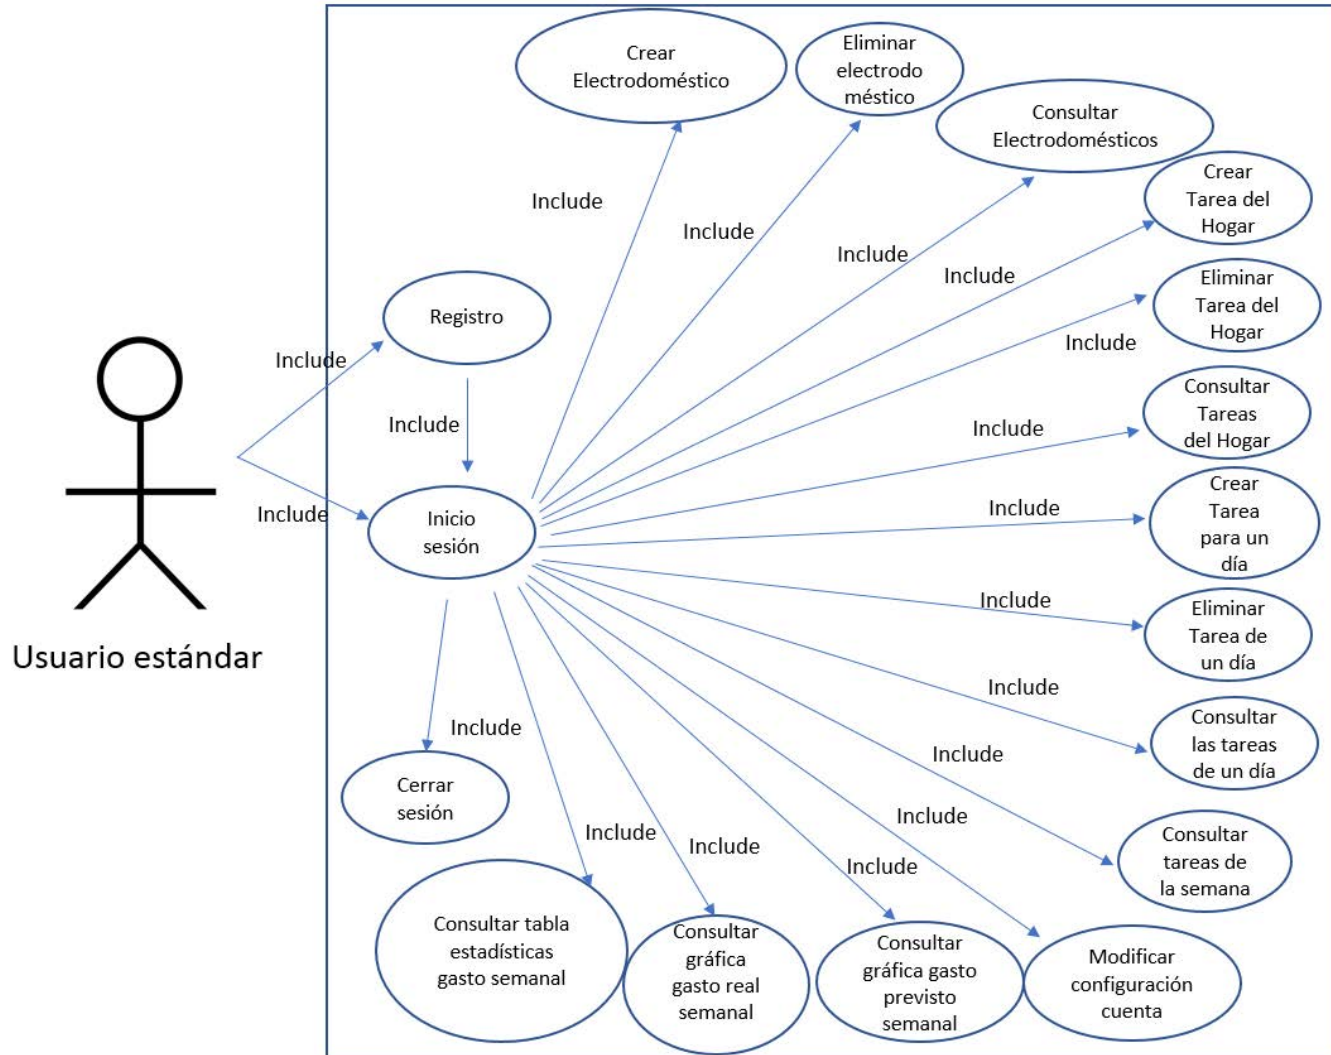 Crear
Electrodoméstico
Eliminar
electrodo
méstico
Consultar
Electrodomésticos
Crear
Tarea del
Hogar
Include
Include
Include
Include
Eliminar
Tarea del
Hogar
Include
Registro
Include
Include
Consultar
Tareas
del Hogar
Include
Crear
Tarea
para un
día
Include
Include
Inicio
sesión
Include
Eliminar
Tarea de
un día
Usuario estándar
Include
Consultar
las tareas
de un día
Include
Include
Cerrar
sesión
Include
Include
Include
Include
Consultar
tareas de
la semana
Consultar tabla
estadísticas
gasto semanal
Consultar
gráfica
gasto real
semanal
Consultar
gráfica gasto
previsto
semanal
Modificar
configuración
cuenta
Include